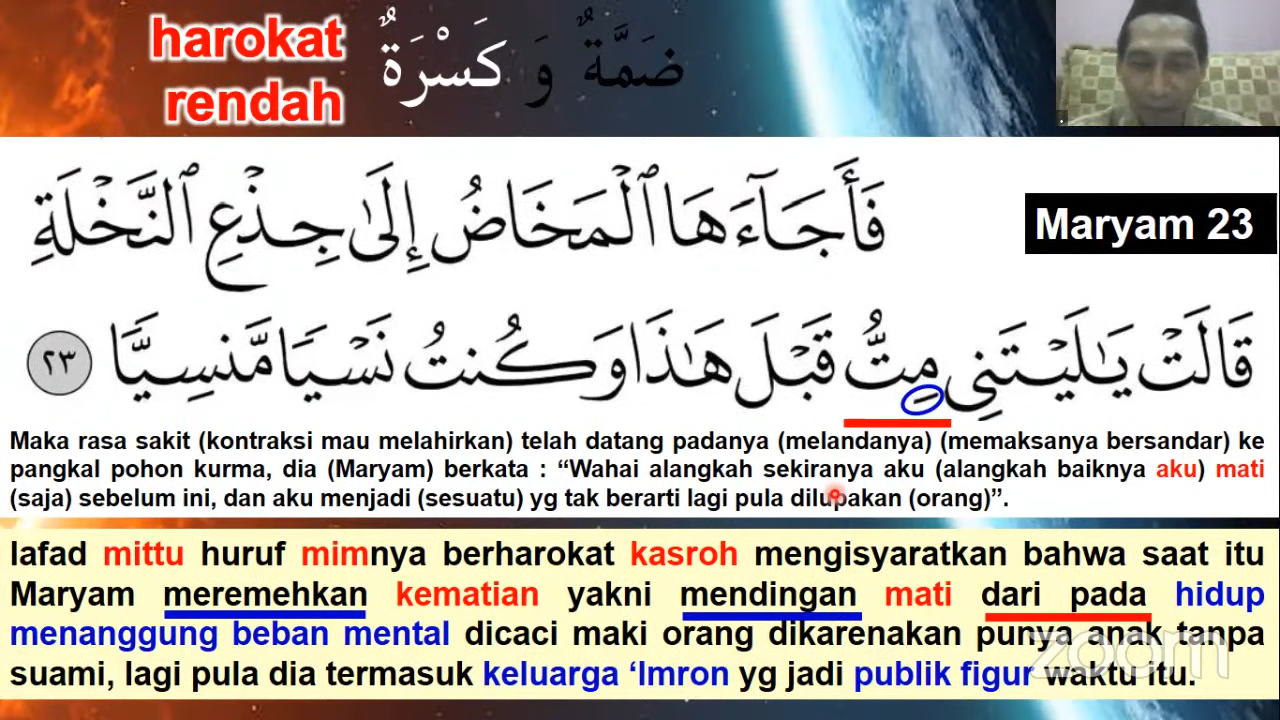 harokat ضَمَّةٌ وَ كَسْرَةٌ
rendah
فَأَجَآءَهَا ٱلْمَخَاضُ إِلَىٰ جِذْعِ ٱلنَّخْلَةِ
Maryam 23
قَالَتْ يَـٰلَيْتَنِى مِتُّ قَبْلَ هَـٰذَا وَكُنتُ نَسْيًا مَّنسِيًّا ٢٣
Maka rasa sakit (kontraksi mau melahirkan) telah datang padanya (melandanya) (memaksanya bersandar) ke
pangkal pohon kurma, dia (Maryam) berkata : “Wahai alangkah sekiranya aku (alangkah baiknya aku) mati
(saja) sebelum ini, dan aku menjadi (sesuatu) yg tak berarti lagi pula dilupakan (orang)”.
lafad mittu huruf mimnya berharokat kasroh mengisyaratkan bahwa saat itu
Maryam meremehkan kematian yakni mendingan mati dari pada hidup
menanggung beban mental dicaci maki orang dikarenakan punya anak tanpa
suami, lagi pula dia termasuk keluarga ‘Imron yg jadi publik figur waktu itu.
zoom